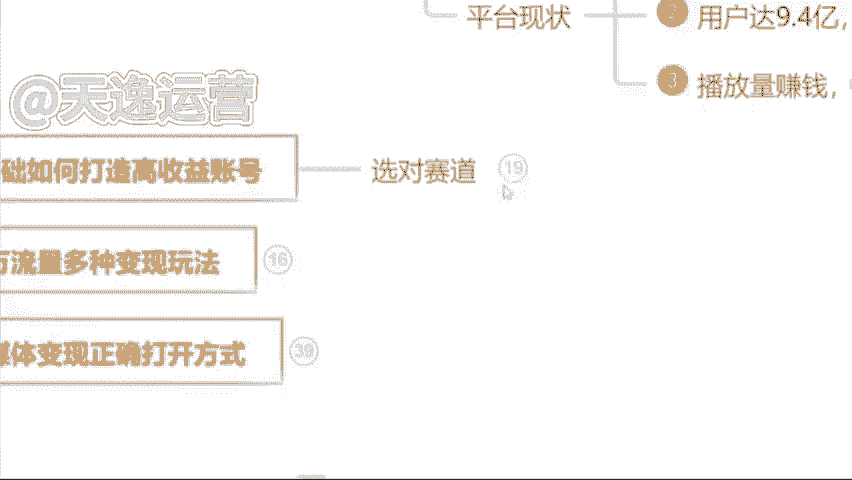 平台现状
2 用户达9.4亿,
3 播放量赚钱,
@天逸运营
础如何打造高收益账号
选对赛道 19
万流量多种变现玩法 16
媒体变现正确打开方式 39